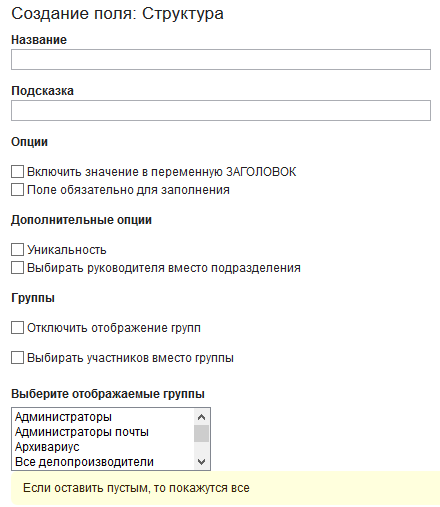 Создание поля: Структура
Название
Подсказка
Опции
Включить значение в переменную ЗАГОЛОВОК
Поле обязательно для заполнения
Дополнительные опции
Уникальность
Выбирать руководителя вместо подразделения
Группы
Отключить отображение групп
Выбирать участников вместо группы
Выберите отображаемые группы
Администраторы
Администраторы почты
Архивариус
Все делопроизводители
Если оставить пустым, то покажутся все